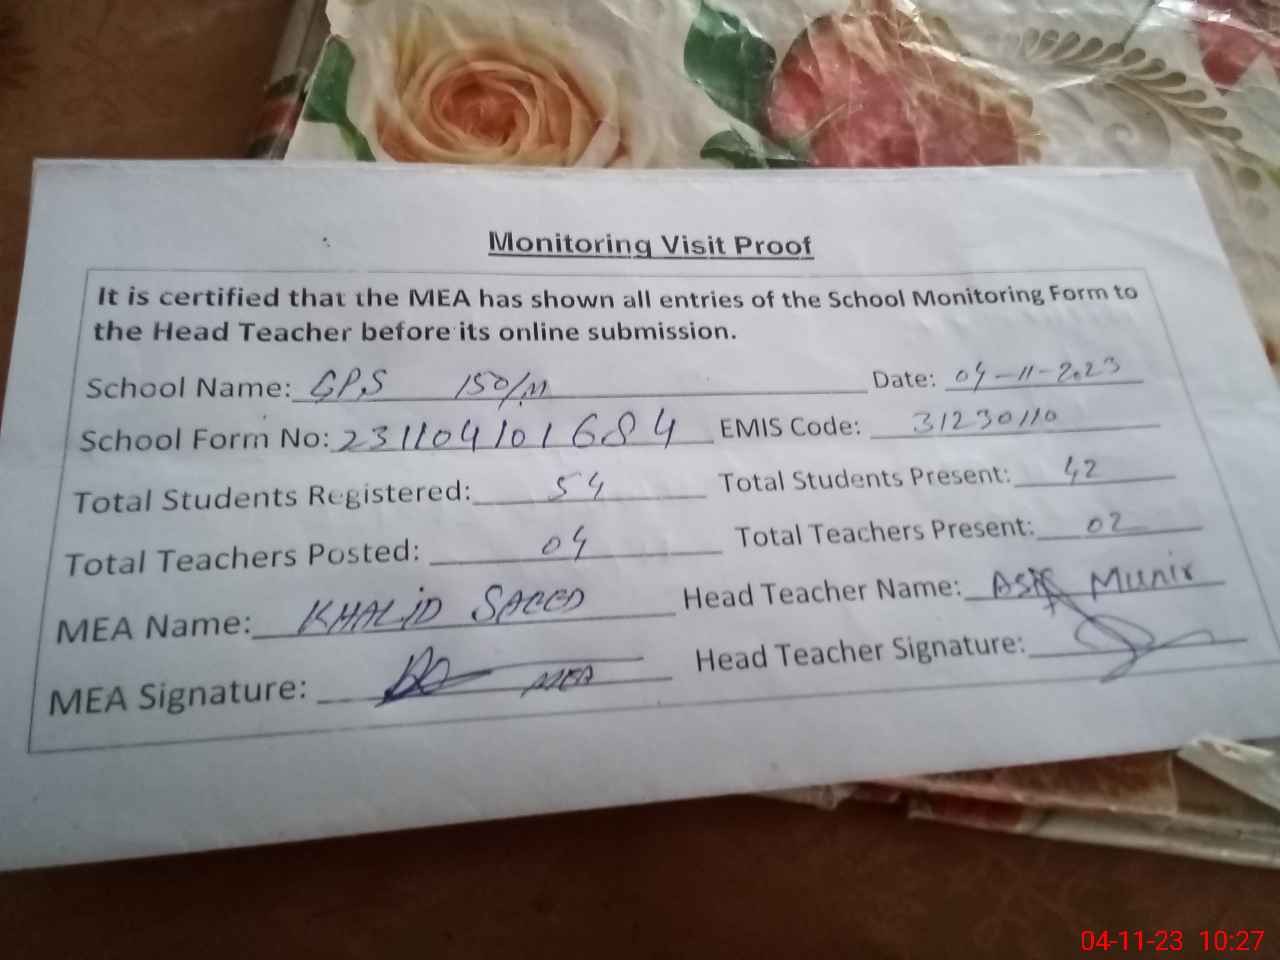 Monitoring Visit Proof
It is certified that the MEA has shown all entries of the School Monitoring Form to
the Head Teacher before its online submission.
School Name: GPS 150/M Date: 04-11-2023
School Form No: 231104101684 EMIS Code: 31230110
Total Students Registered: 54 Total Students Present: 42
Total Teachers Posted: 04 Total Teachers Present: 02
MEA Name: KHALID SAEED Head Teacher Name: ASIF Munir
MEA Signature: MEA Head Teacher Signature:
04-11-23 10:27